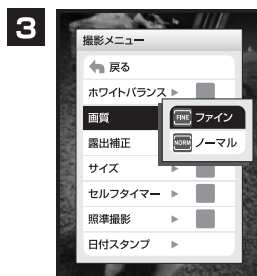 3
撮影メニュー
戻る
ホワイトバランス
画質
FINE ファイン
NORM ノーマル
露出補正
サイズ
セルフタイマー
照準撮影
日付スタンプ